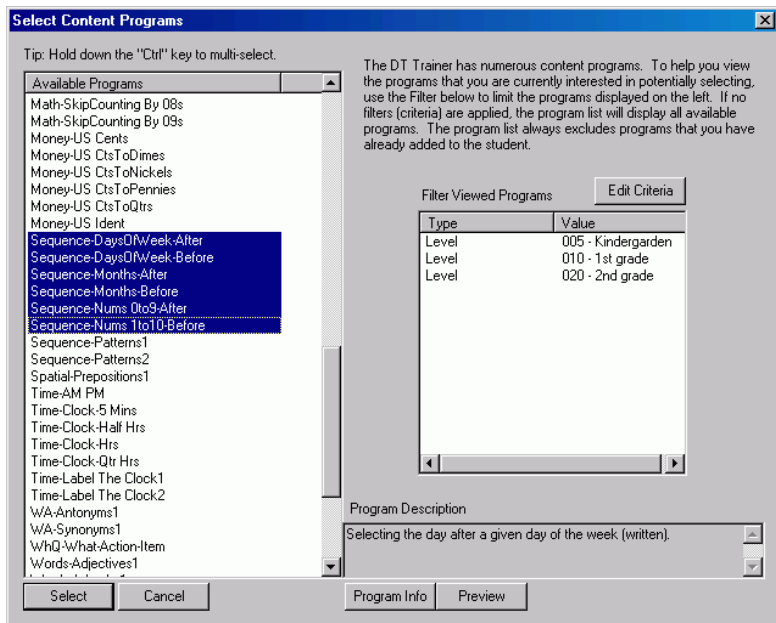 Select Content Programs
Tip: Hold down the "Ctrl" key to multi-select.
Available Programs
Math-SkipCounting By 08s
Math-SkipCounting By 09s
Money-US Cents
Money-US CtsToDimes
Money-US CtsToNickels
Money-US CtsToPennies
Money-US CtsToQtrs
Money-US Ident
Sequence-DaysOfWeek-After
Sequence-DaysOfWeek-Before
Sequence-Months-After
Sequence-Months-Before
Sequence-Nums 0to9-After
Sequence-Nums 1to10-Before
Sequence-Patterns1
Sequence-Patterns2
Spatial-Prepositions1
Time-AM PM
Time-Clock-5 Mins
Time-Clock-Half Hrs
Time-Clock-Hrs
Time-Clock-Qtr Hrs
Time-Label The Clock1
Time-Label The Clock2
WA-Antonyms1
WA-Synonyms1
WhQ-What-Action-Item
Words-Adjectives1
Select
Cancel
The DT Trainer has numerous content programs. To help you view
the programs that you are currently interested in potentially selecting,
use the Filter below to limit the programs displayed on the left. If no
filters (criteria) are applied, the program list will display all available
programs. The program list always excludes programs that you have
already added to the student.
Filter Viewed Programs
Edit Criteria
Type Value
Level 005 - Kindergarden
Level 010 - 1st grade
Level 020 - 2nd grade
Program Description
Selecting the day after a given day of the week (written).
Program Info
Preview